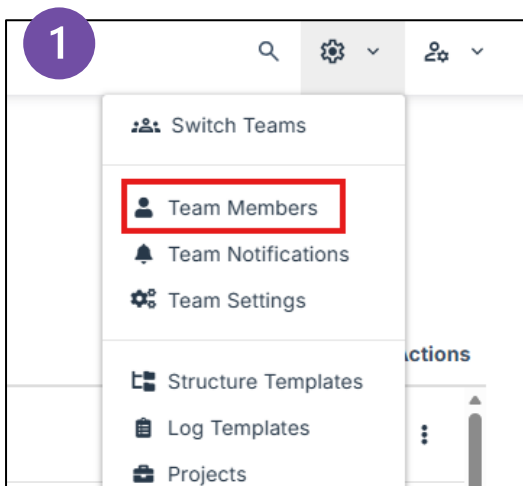 1
Switch Teams
Team Members
Team Notifications
Team Settings
ctions
Structure Templates
Log Templates
Projects